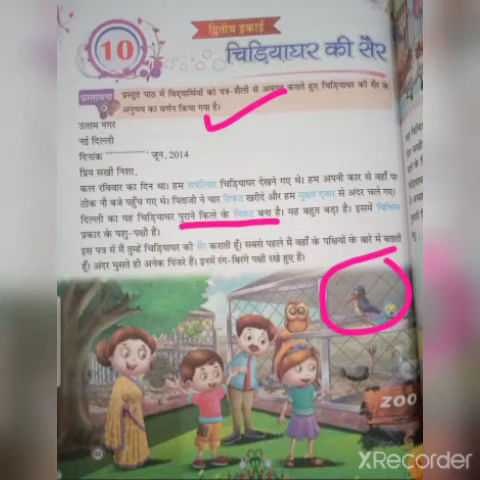 द्वितीय इकाई
10
चिड़ियाघर की सैर
प्रस्तावना
प्रस्तुत पाठ में विद्यार्थियों को पत्र-शैली से अवगत कराते हुए चिड़ियाघर की सैर के
अनुभव का वर्णन किया गया है।
उत्तम नगर
नई दिल्ली
दिनांक .............. जून, 2014
प्रिय सखी निशा,
कल रविवार का दिन था। हम सपरिवार चिड़ियाघर देखने गए थे। हम अपनी कार से वहाँ पर
ठीक नौ बजे पहुँच गए थे। पिताजी ने चार टिकट खरीदे और हम मुख्य द्वार से अंदर चले गए।
दिल्ली का यह चिड़ियाघर पुराने किले के निकट बना है। यह बहुत बड़ा है। इसमें विभिन्न
प्रकार के पशु-पक्षी हैं।
इस पत्र में मैं तुम्हें चिड़ियाघर की सैर कराती हूँ। सबसे पहले मैं वहाँ के पक्षियों के बारे में बताती
हूँ। अंदर घुसते ही अनेक पिंजरे हैं। इनमें रंग-बिरंगे पक्षी रखे हुए हैं।
ZOO
XRecorder